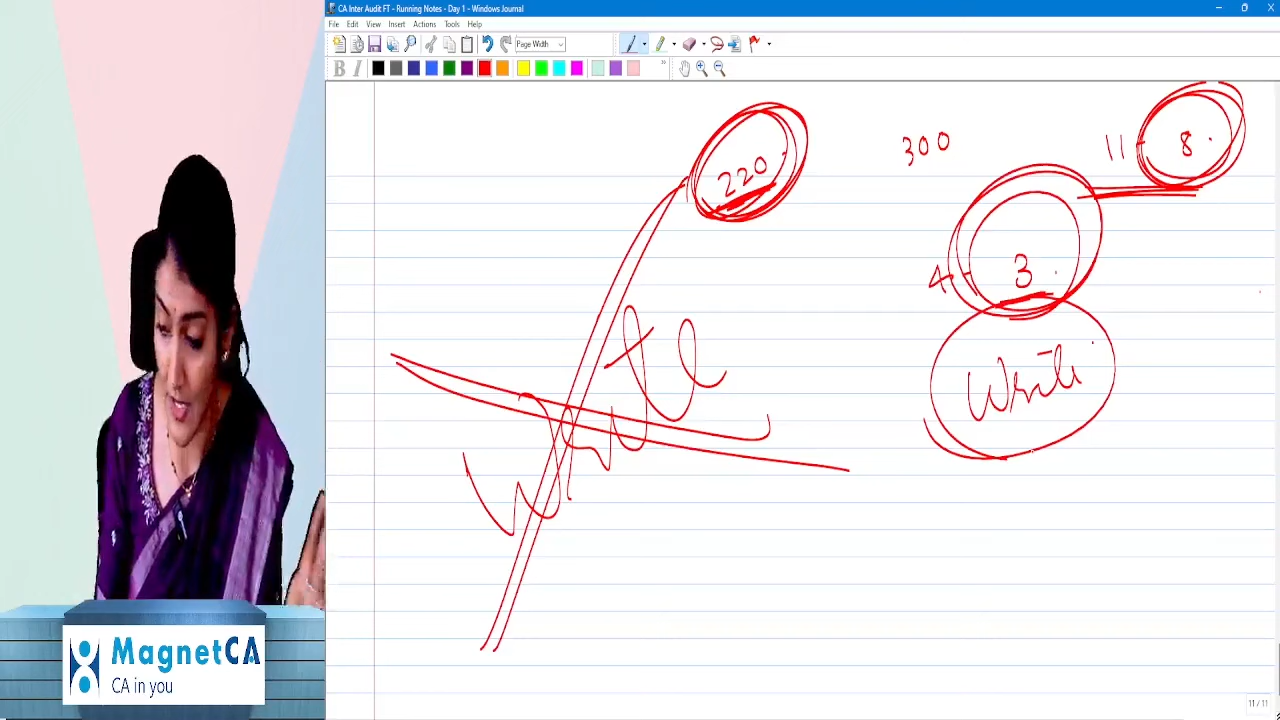 CA Inter Audit FT - Running Notes - Day 1 - Windows Journal
File Edit View Insert Actions Tools Help
Page Width
B I
220
300
11 8
4 3
Write
Write
MagnetCA
CA in you
11 / 11